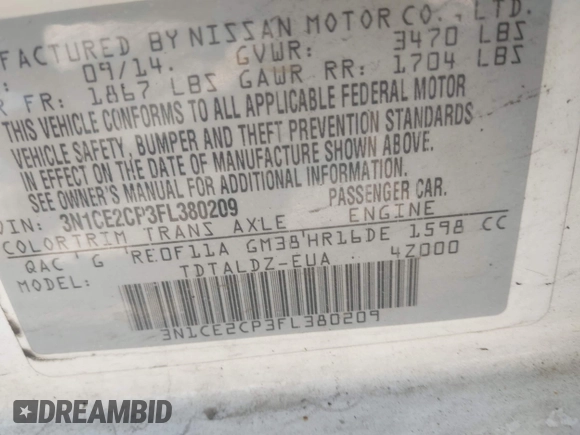 FACTURED BY NISSAN MOTOR CO., LTD.
09/14. GVWR: 3470 LBS
FR: 1867 LBS GAWR RR: 1704 LBS
THIS VEHICLE CONFORMS TO ALL APPLICABLE FEDERAL MOTOR
VEHICLE SAFETY, BUMPER AND THEFT PREVENTION STANDARDS
IN EFFECT ON THE DATE OF MANUFACTURE SHOWN ABOVE.
SEE OWNER'S MANUAL FOR ADDITIONAL INFORMATION.
VIN: 3N1CE2CP3FL380209 PASSENGER CAR.
COLOR TRIM TRANS AXLE ENGINE
QAC G RE0F11A GM38 HR16DE 1598 CC
TDTALDZ-EUA 4Z000
3N1CE2CP3FL380209
DREAMBID